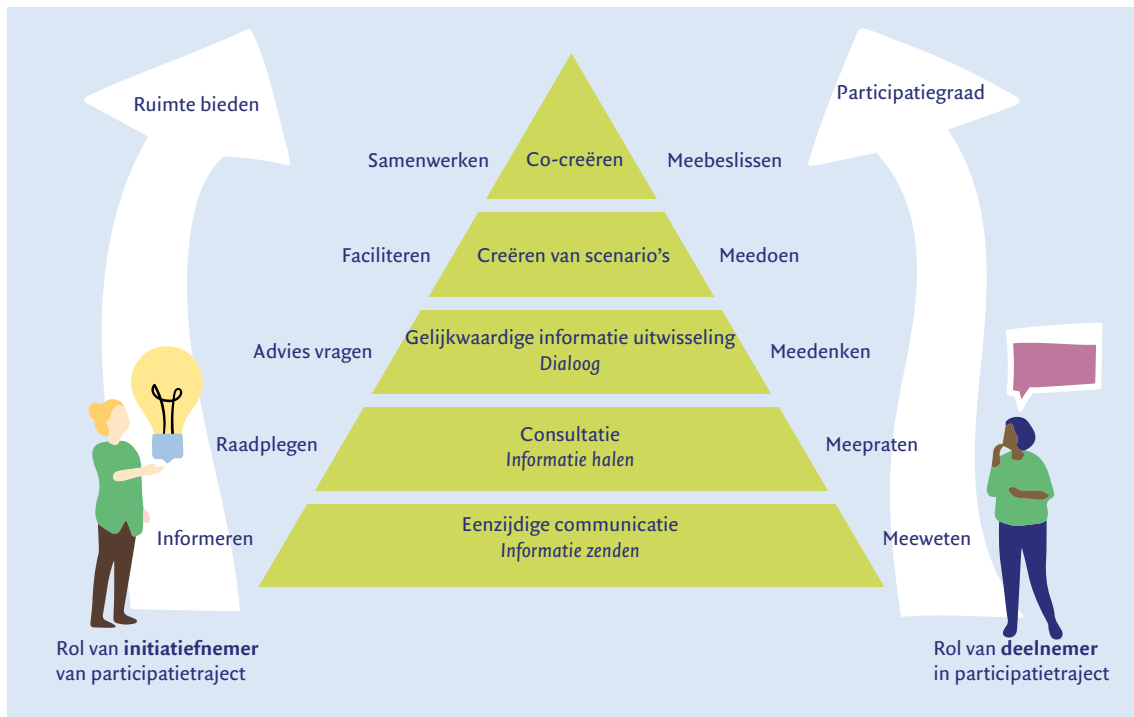 Ruimte bieden
Participatiegraad
Samenwerken
Co-creëren
Meebeslissen
Faciliteren
Creëren van scenario's
Meedoen
Advies vragen
Gelijkwaardige informatie uitwisseling
Dialoog
Meedenken
Raadplegen
Consultatie
Informatie halen
Meepraten
Informeren
Eenzijdige communicatie
Informatie zenden
Meeweten
Rol van initiatiefnemer
van participatietraject
Rol van deelnemer
in participatietraject